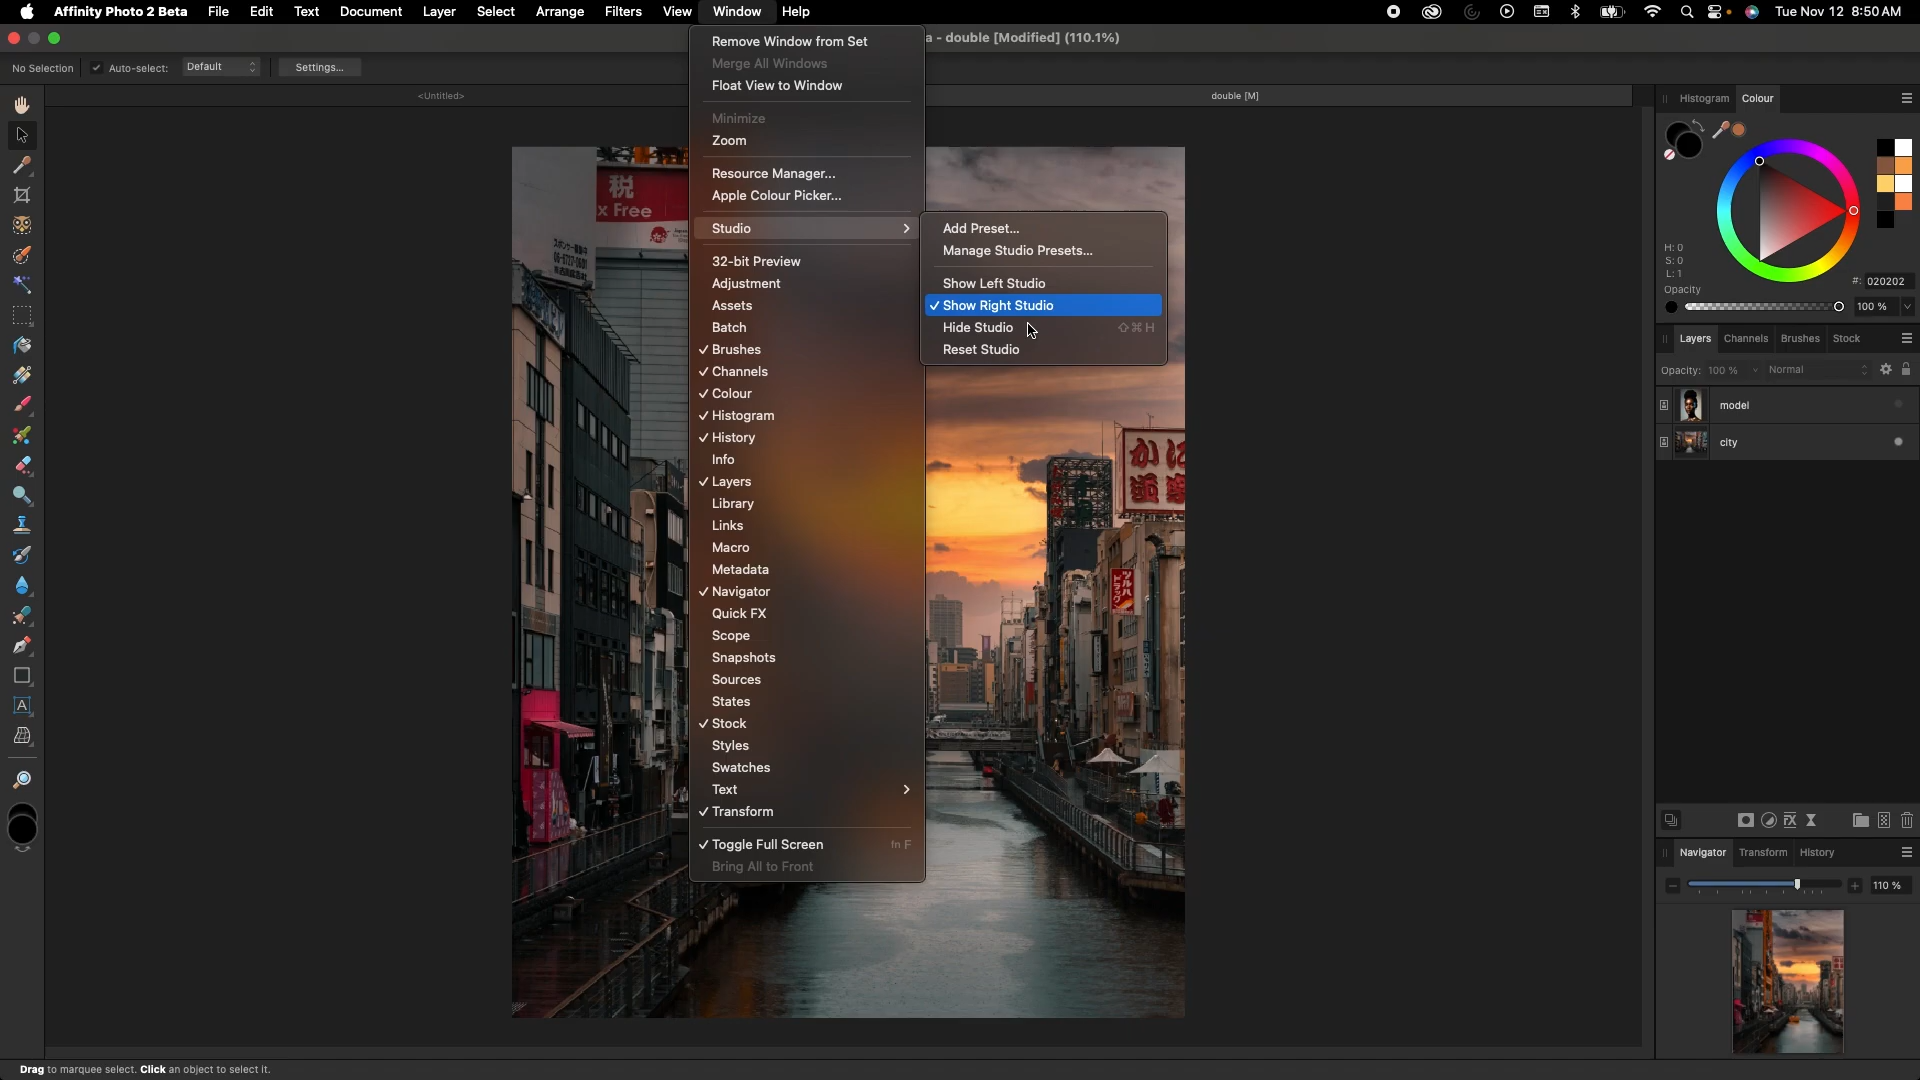 Affinity Photo 2 Beta File Edit Text Document Layer Select Arrange Filters View Window Help Tue Nov 12 8:50 AM
a - double [Modified] (110.1%)
No Selection Auto-select: Default Settings...
<Untitled> double [M]
Remove Window from Set
Merge All Windows
Float View to Window
Minimize
Zoom
Resource Manager...
Apple Colour Picker...
Studio
32-bit Preview
Adjustment
Assets
Batch
✓ Brushes
✓ Channels
✓ Colour
✓ Histogram
✓ History
Info
✓ Layers
Library
Links
Macro
Metadata
✓ Navigator
Quick FX
Scope
Snapshots
Sources
States
✓ Stock
Styles
Swatches
Text
✓ Transform
✓ Toggle Full Screen fn F
Bring All to Front
Add Preset...
Manage Studio Presets...
Show Left Studio
✓ Show Right Studio
Hide Studio ⇧⌘H
Reset Studio
税
x Free
Histogram Colour
H: 0
S: 0
L: 1
#: 020202
Opacity
100 %
Layers Channels Brushes Stock
Opacity: 100 % Normal
model
city
Navigator Transform History
110 %
Drag to marquee select. Click an object to select it.